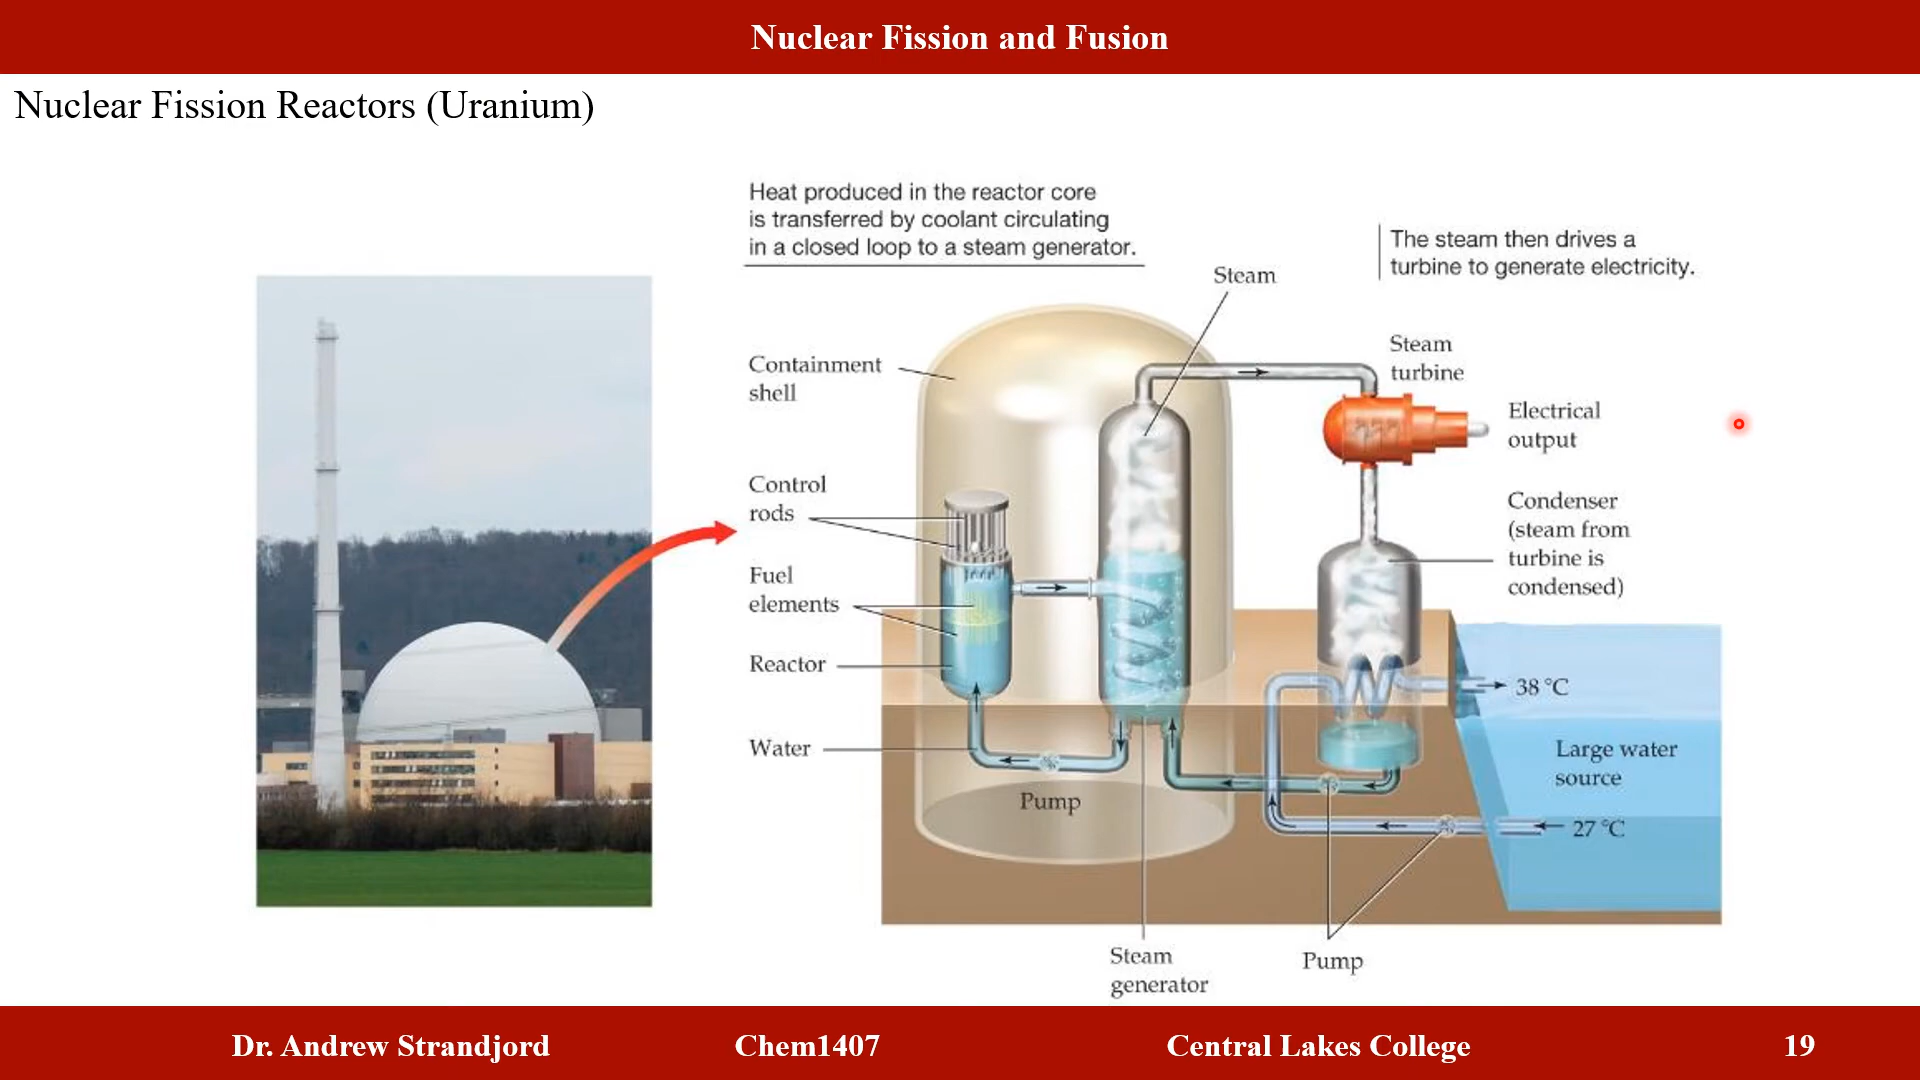 Nuclear Fission and Fusion
Nuclear Fission Reactors (Uranium)
Heat produced in the reactor core
is transferred by coolant circulating
in a closed loop to a steam generator.
The steam then drives a
turbine to generate electricity.
Steam
Containment
shell
Steam
turbine
Electrical
output
Control
rods
Condenser
(steam from
turbine is
condensed)
Fuel
elements
Reactor
38 °C
Water
Large water
source
Pump
27 °C
Steam
generator
Pump
Dr. Andrew Strandjord
Chem1407
Central Lakes College
19